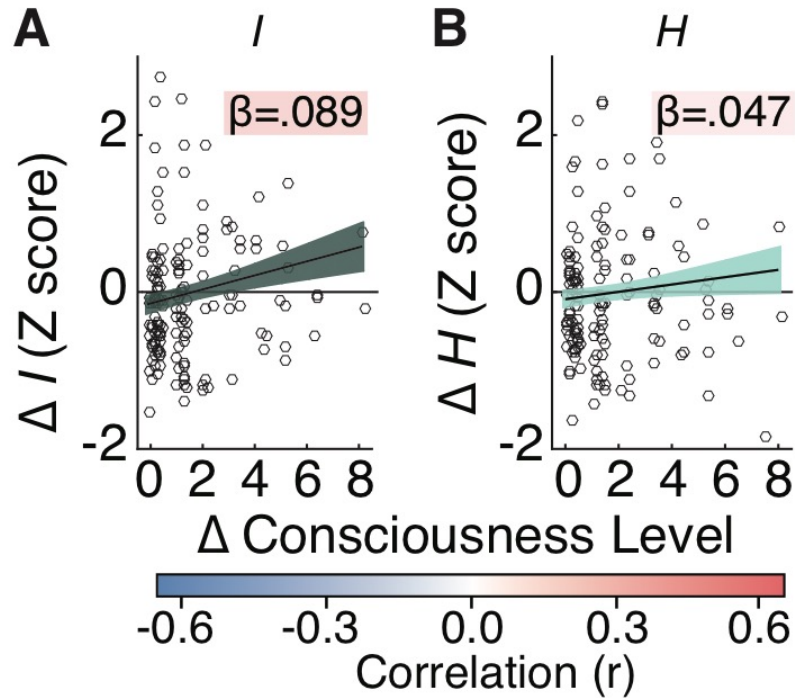 A I B H
β=.089 β=.047
Δ I (Z score)
2
0
-2
Δ H (Z score)
2
0
-2
0 2 4 6 8 0 2 4 6 8
Δ Consciousness Level
-0.6 -0.3 0.0 0.3 0.6
Correlation (r)